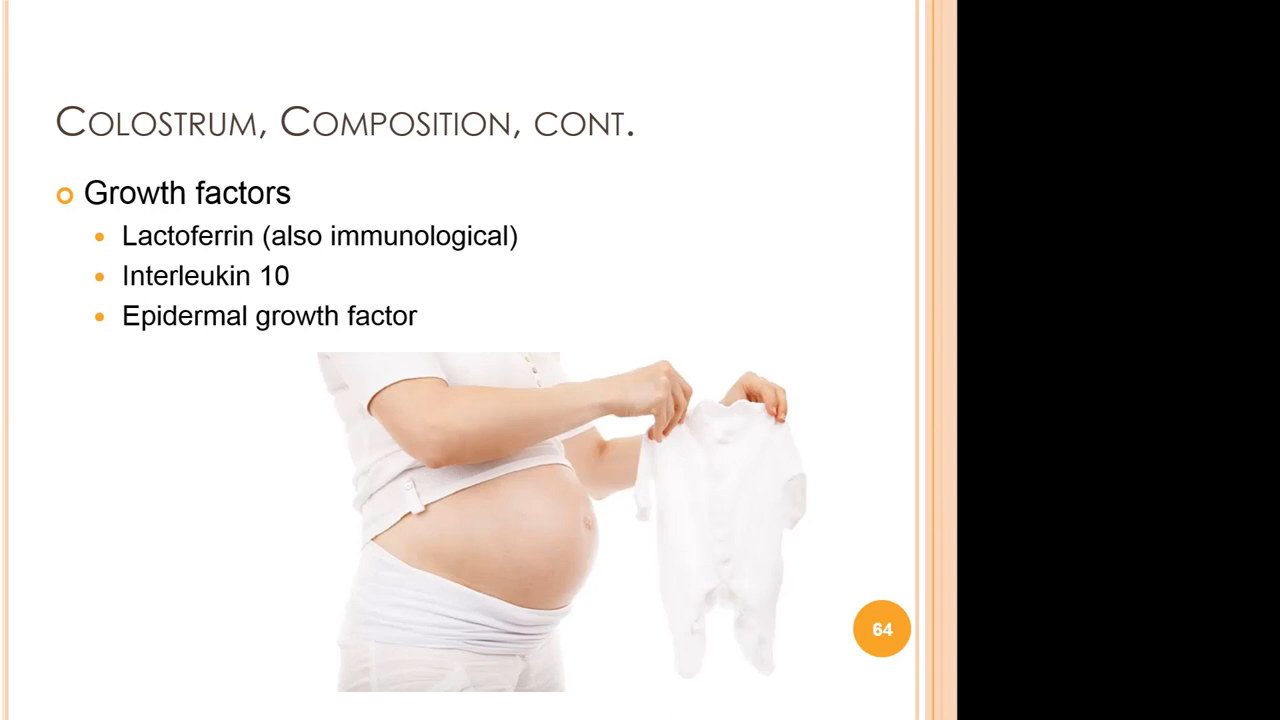 Colostrum, Composition, cont.
Growth factors
Lactoferrin (also immunological)
Interleukin 10
Epidermal growth factor
64